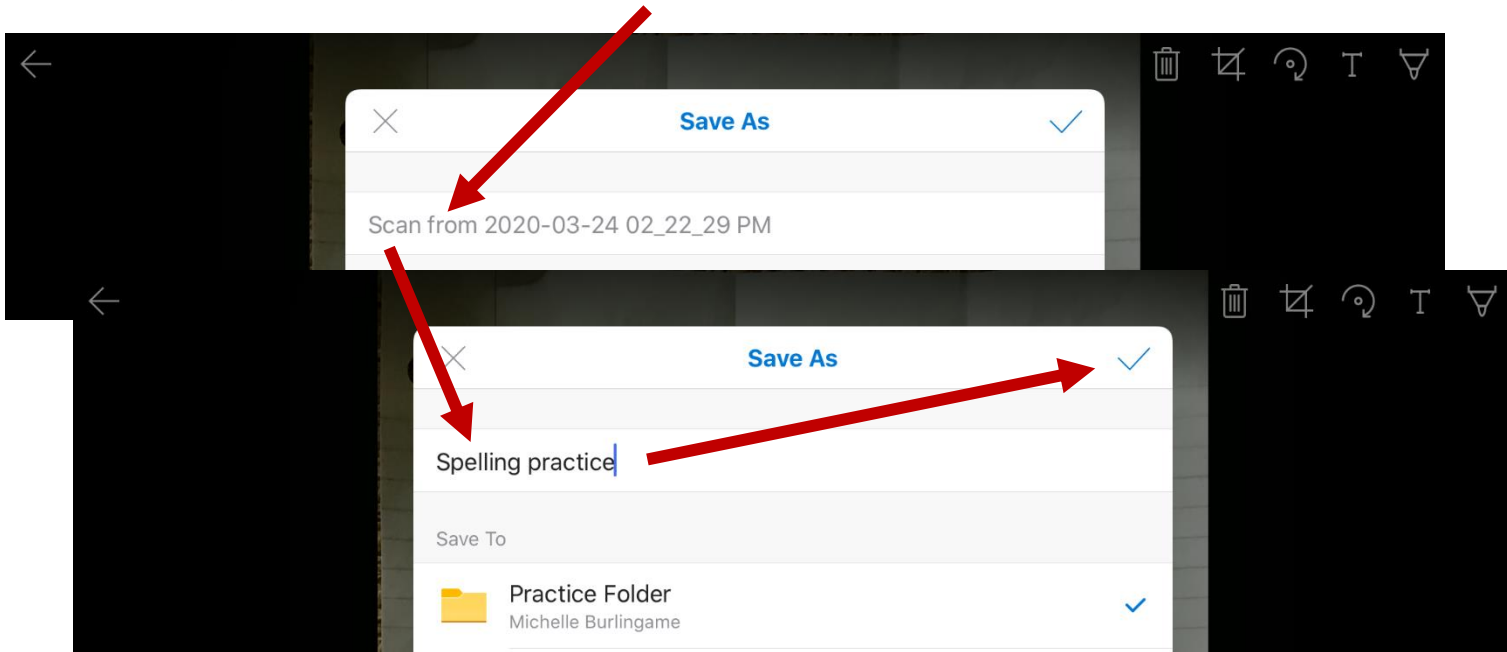 Save As
Scan from 2020-03-24 02_22_29 PM
Save As
Spelling practice
Save To
Practice Folder
Michelle Burlingame